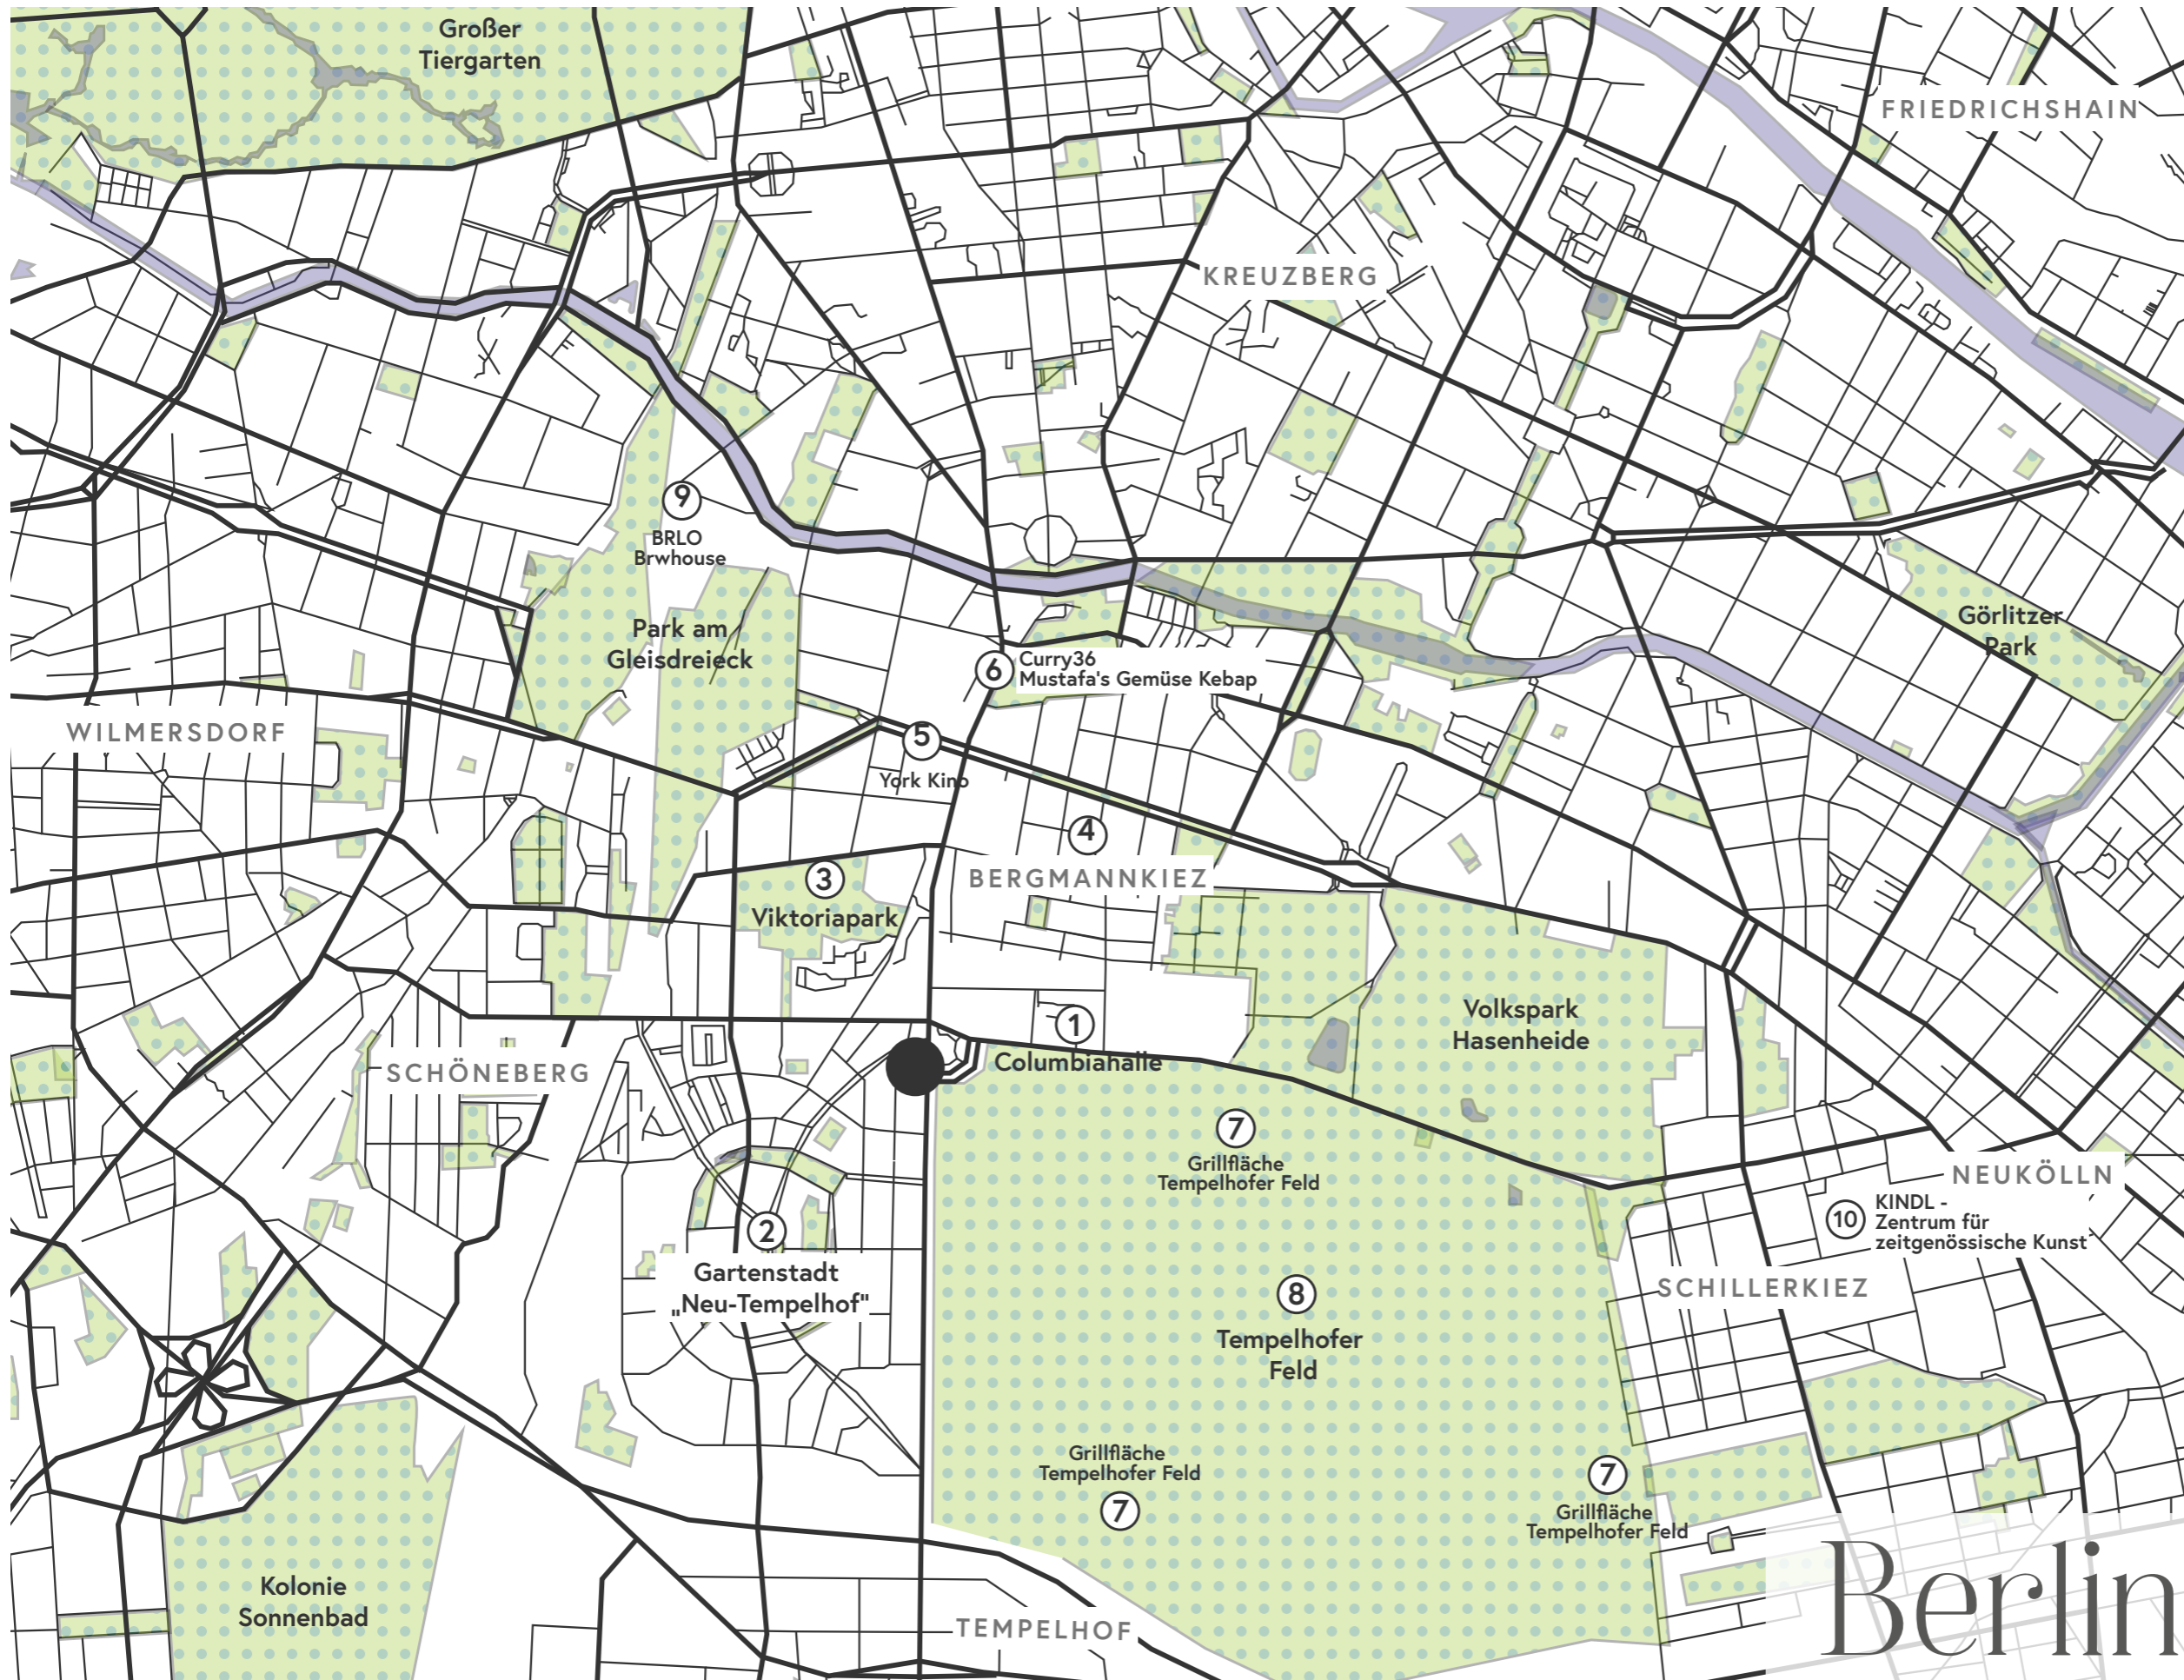 Großer
Tiergarten
FRIEDRICHSHAIN
KREUZBERG
9
BRLO
Brwhouse
Park am
Gleisdreieck
Görlitzer
Park
6
Curry36
Mustafa's Gemüse Kebap
WILMERSDORF
5
York Kino
4
BERGMANNKIEZ
3
Viktoriapark
Volkspark
Hasenheide
1
Columbiahalle
SCHÖNEBERG
7
Grillfläche
Tempelhofer Feld
NEUKÖLLN
10
KINDL -
Zentrum für
zeitgenössische Kunst
2
Gartenstadt
„Neu-Tempelhof"
SCHILLERKIEZ
8
Tempelhofer
Feld
Grillfläche
Tempelhofer Feld
7
7
Grillfläche
Tempelhofer Feld
Kolonie
Sonnenbad
TEMPELHOF
Berlin